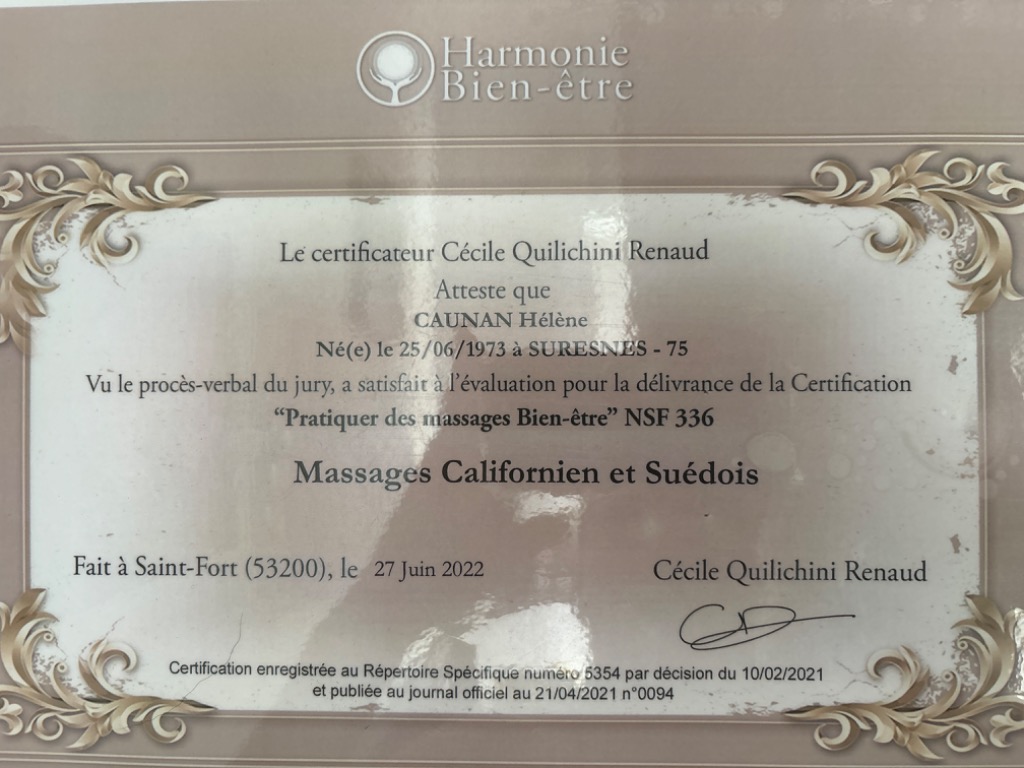 Harmonie
Bien-être
Le certificateur Cécile Quilichini Renaud
Atteste que
CAUNAN Hélène
Né(e) le 25/06/1973 à SURESNES - 75
Vu le procès-verbal du jury, a satisfait à l'évaluation pour la délivrance de la Certification
“Pratiquer des massages Bien-être” NSF 336
Massages Californien et Suédois
Fait à Saint-Fort (53200), le 27 Juin 2022
Cécile Quilichini Renaud
Certification enregistrée au Répertoire Spécifique numéro 5354 par décision du 10/02/2021
et publiée au journal officiel au 21/04/2021 n°0094